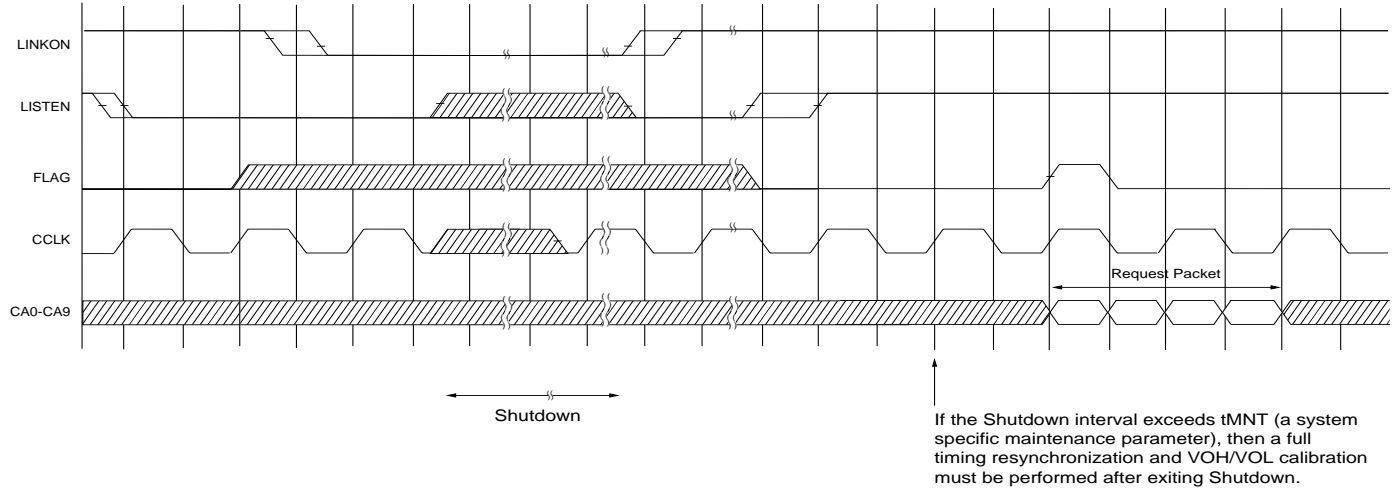 LINKON
LISTEN
FLAG
CCLK
Request Packet
CA0-CA9
Shutdown
If the Shutdown interval exceeds tMNT (a system
specific maintenance parameter), then a full
timing resynchronization and VOH/VOL calibration
must be performed after exiting Shutdown.